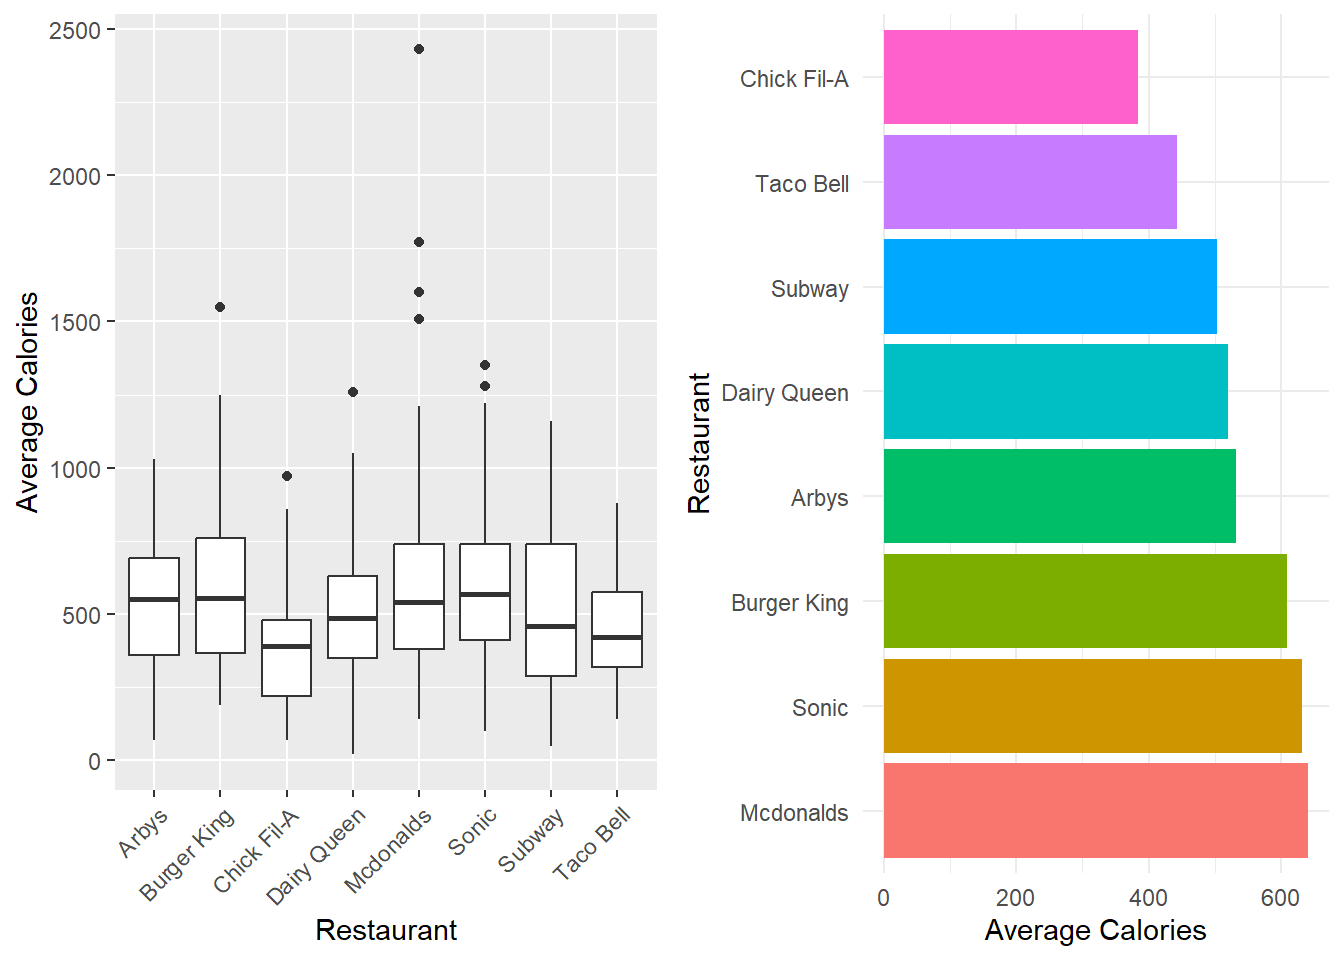 Average Calories
2500
2000
1500
1000
500
0
Arbys
Burger King
Chick Fil-A
Dairy Queen
Mcdonalds
Sonic
Subway
Taco Bell
Restaurant
Restaurant
Chick Fil-A
Taco Bell
Subway
Dairy Queen
Arbys
Burger King
Sonic
Mcdonalds
0 200 400 600
Average Calories